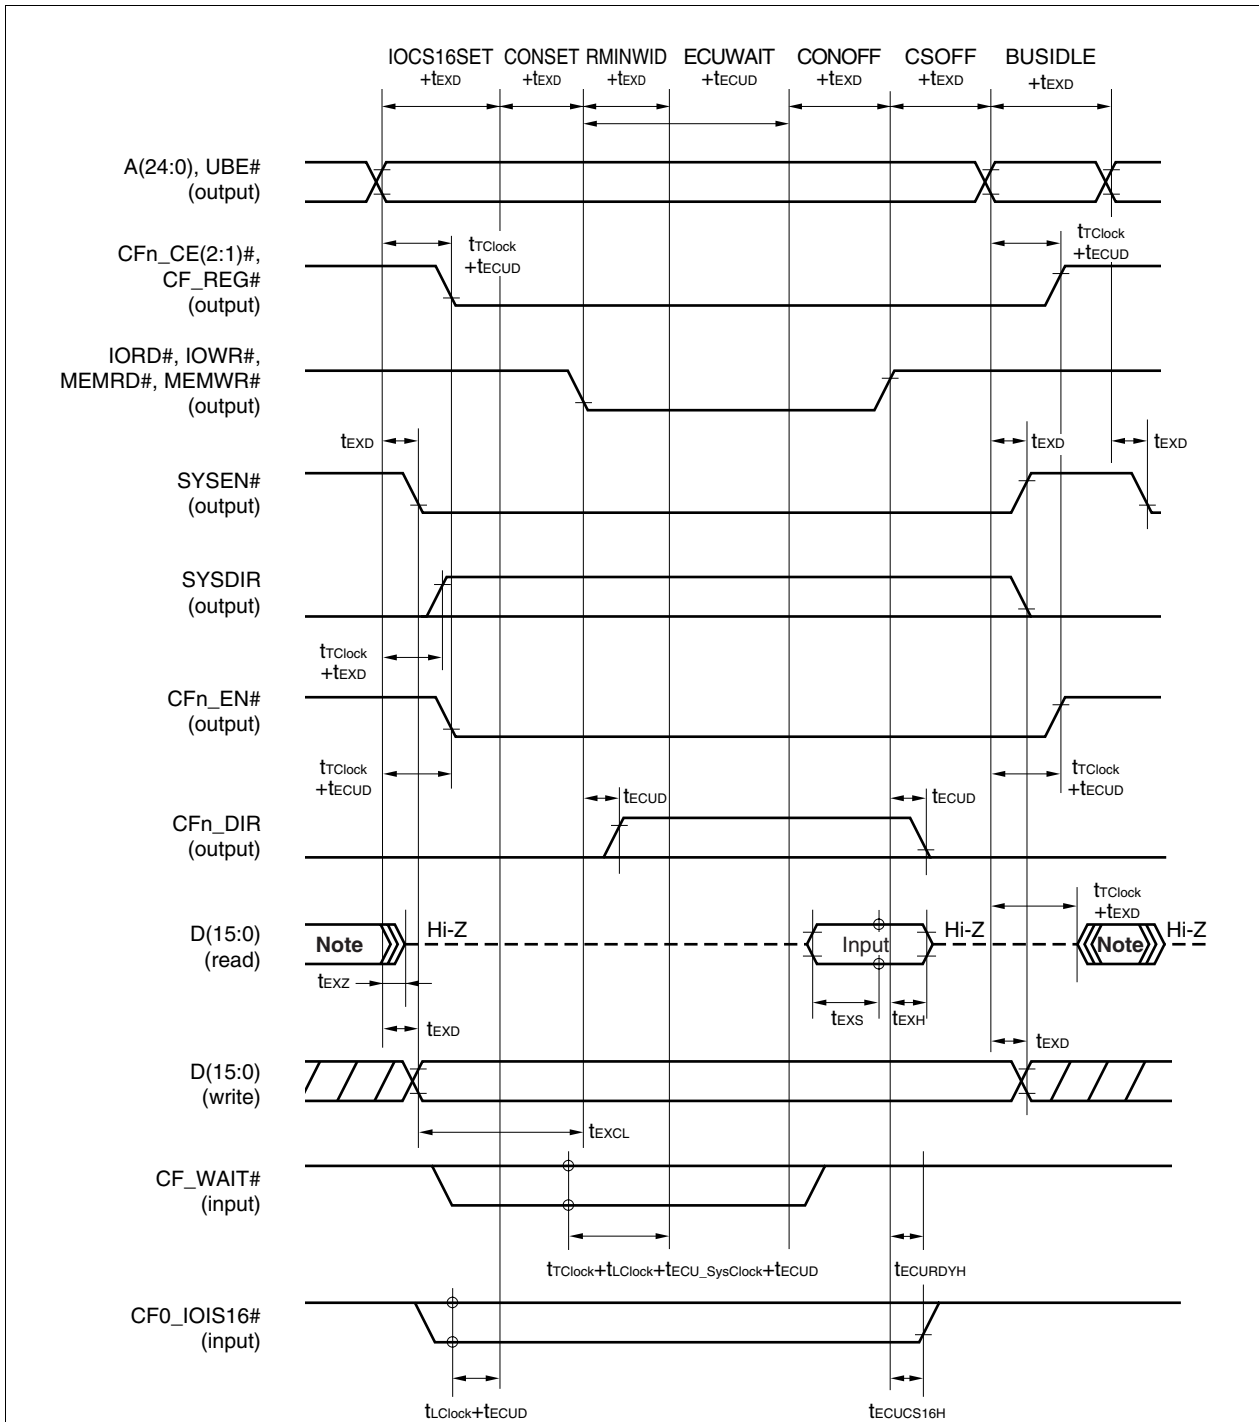 IOCS16SET CONSET RMINWID ECUWAIT CONOFF CSOFF BUSIDLE
+tEXD +tEXD +tEXD +tECUD +tEXD +tEXD +tEXD
A(24:0), UBE#
(output)
tTClock
+tECUD
tTClock
+tECUD
CFn_CE(2:1)#,
CF_REG#
(output)
IORD#, IOWR#,
MEMRD#, MEMWR#
(output)
tEXD tEXD tEXD
SYSEN#
(output)
SYSDIR
(output)
tTClock
+tEXD
CFn_EN#
(output)
tTClock
+tECUD
tTClock
+tECUD
tECUD tECUD
CFn_DIR
(output)
tTClock
+tEXD
D(15:0)
(read)
Note Hi-Z Input Hi-Z Note Hi-Z
tEXZ tEXS tEXH
tEXD tEXD
D(15:0)
(write)
tEXCL
CF_WAIT#
(input)
tTClock+tLClock+tECU_SysClock+tECUD tECURDYH
CF0_IOIS16#
(input)
tLClock+tECUD tECUCS16H